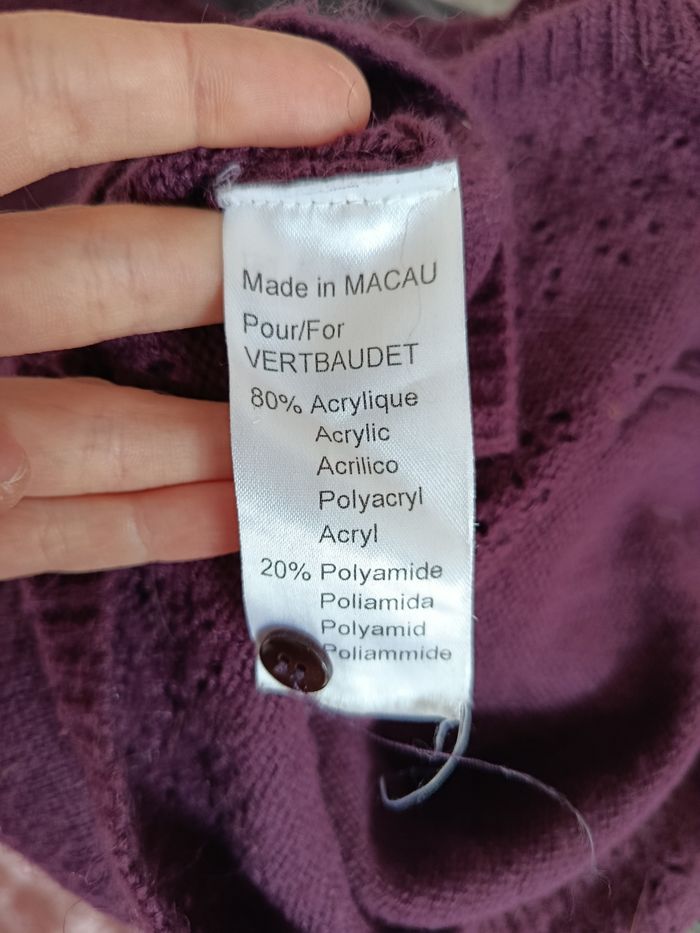 Made in MACAU
Pour/For
VERTBAUDET
80% Acrylique
Acrylic
Acrilico
Polyacryl
Acryl
20% Polyamide
Poliamida
Polyamid
Poliammide